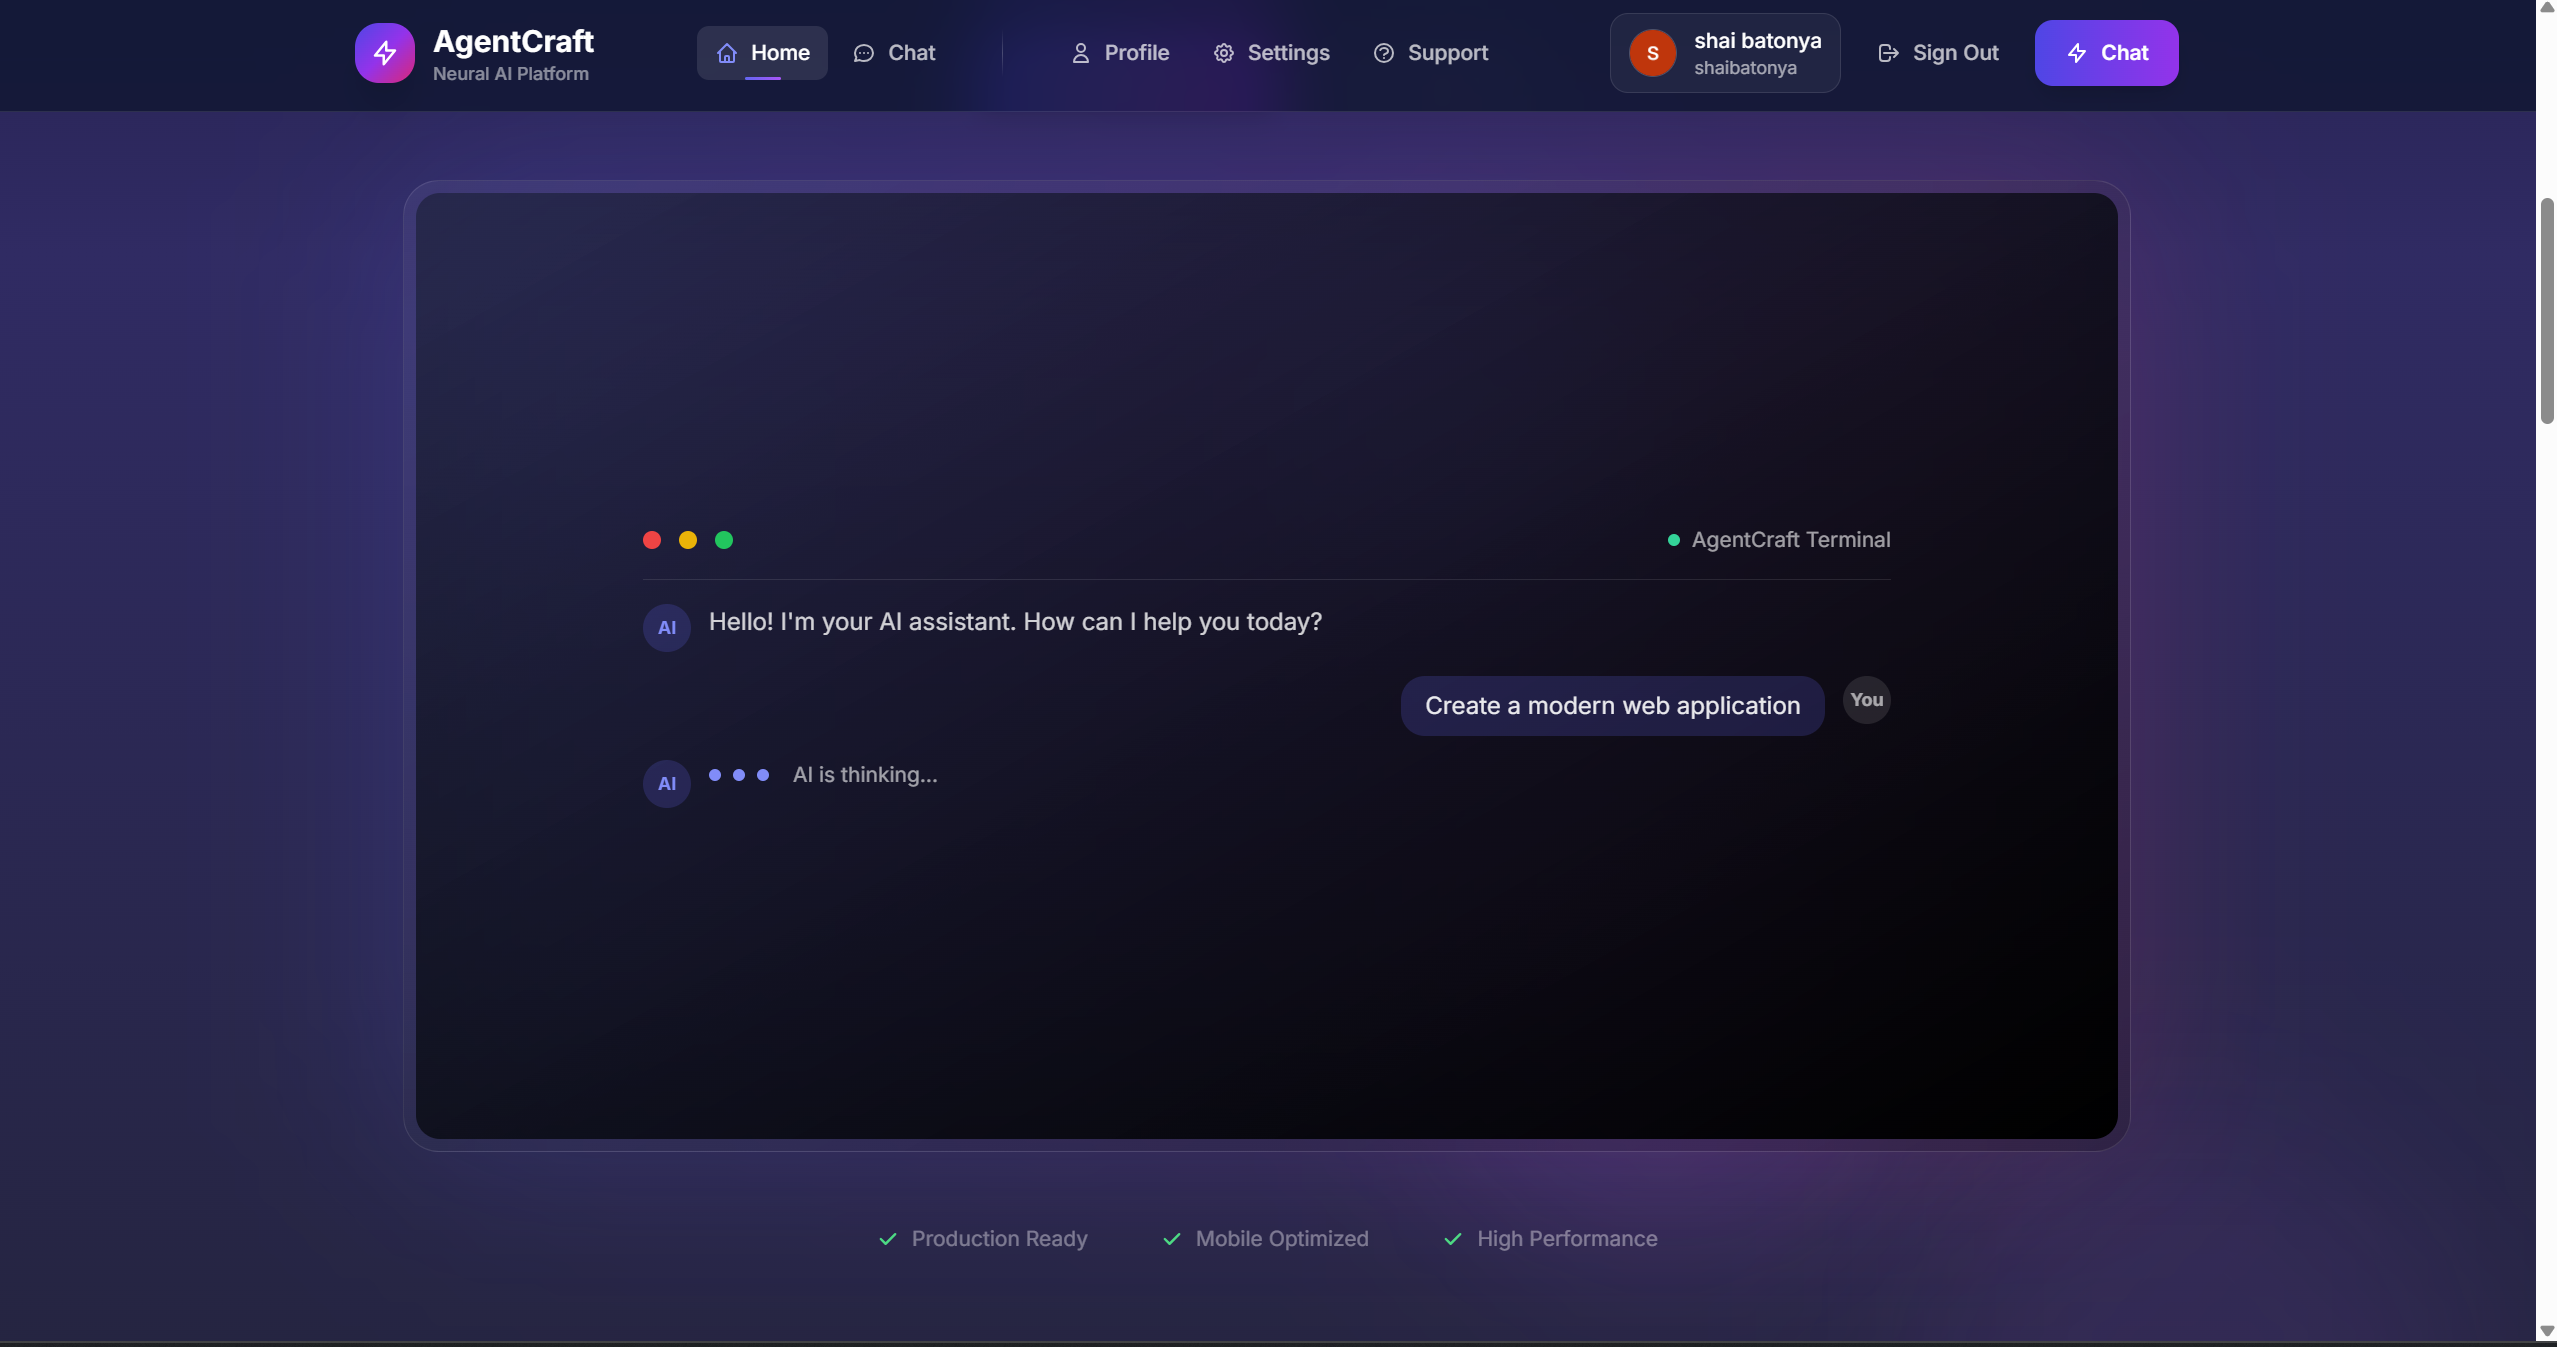 AgentCraft
Neural AI Platform
Home
Chat
Profile
Settings
Support
S
shai batonya
shaibatonya
Sign Out
Chat
AgentCraft Terminal
AI
Hello! I'm your AI assistant. How can I help you today?
Create a modern web application
You
AI
AI is thinking...
Production Ready
Mobile Optimized
High Performance